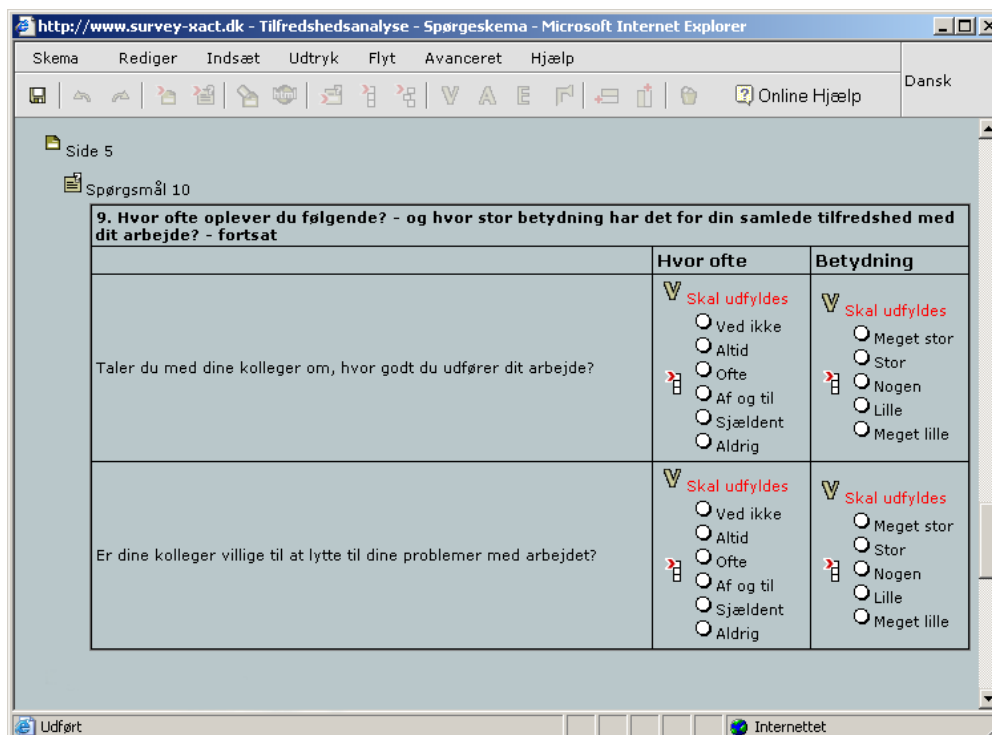 http://www.survey-xact.dk - Tilfredshedsanalyse - Spørgeskema - Microsoft Internet Explorer
Skema Rediger Indsæt Udtryk Flyt Avanceret Hjælp
Dansk
html V A E Online Hjælp
Side 5
Spørgsmål 10
9. Hvor ofte oplever du følgende? - og hvor stor betydning har det for din samlede tilfredshed med
dit arbejde? - fortsat
Hvor ofte Betydning
Taler du med dine kolleger om, hvor godt du udfører dit arbejde?
V Skal udfyldes
Ved ikke
Altid
Ofte
Af og til
Sjældent
Aldrig
V Skal udfyldes
Meget stor
Stor
Nogen
Lille
Meget lille
Er dine kolleger villige til at lytte til dine problemer med arbejdet?
V Skal udfyldes
Ved ikke
Altid
Ofte
Af og til
Sjældent
Aldrig
V Skal udfyldes
Meget stor
Stor
Nogen
Lille
Meget lille
Udført
Internettet